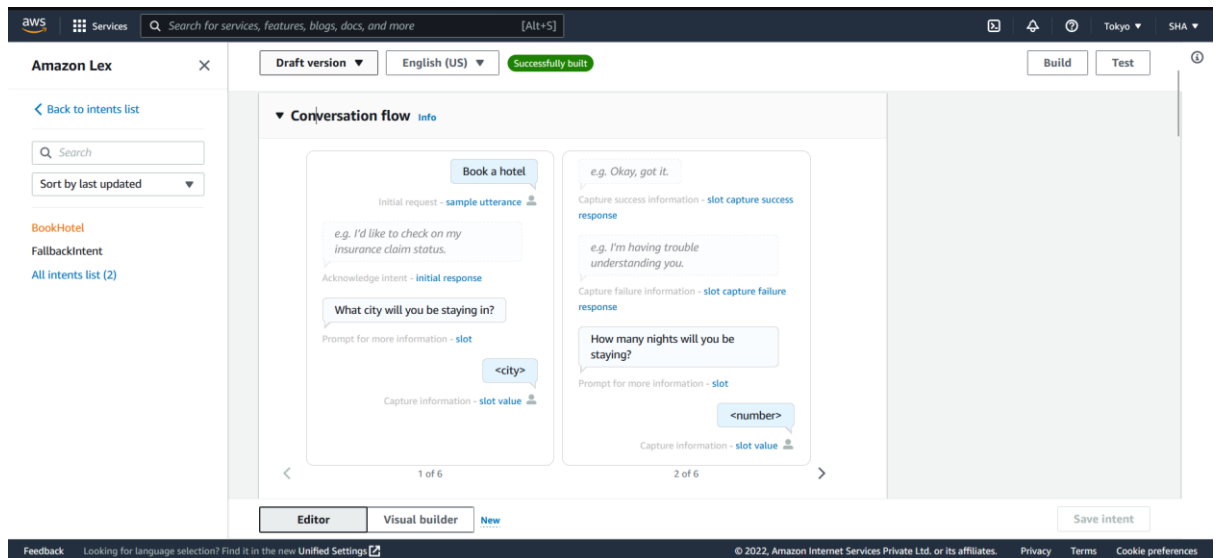 aws
Services
Search for services, features, blogs, docs, and more
[Alt+S]
Tokyo ▼
SHA ▼
Amazon Lex
Back to intents list
Search
Sort by last updated
BookHotel
FallbackIntent
All intents list (2)
Draft version ▼
English (US) ▼
Successfully built
Build
Test
▼ Conversation flow Info
Book a hotel
Initial request - sample utterance
e.g. I'd like to check on my
insurance claim status.
Acknowledge intent - initial response
What city will you be staying in?
Prompt for more information - slot
<city>
Capture information - slot value
1 of 6
e.g. Okay, got it.
Capture success information - slot capture success
response
e.g. I'm having trouble
understanding you.
Capture failure information - slot capture failure
response
How many nights will you be
staying?
Prompt for more information - slot
<number>
Capture information - slot value
2 of 6
Editor
Visual builder
New
Save intent
Feedback
Looking for language selection? Find it in the new Unified Settings
© 2022, Amazon Internet Services Private Ltd. or its affiliates.
Privacy
Terms
Cookie preferences